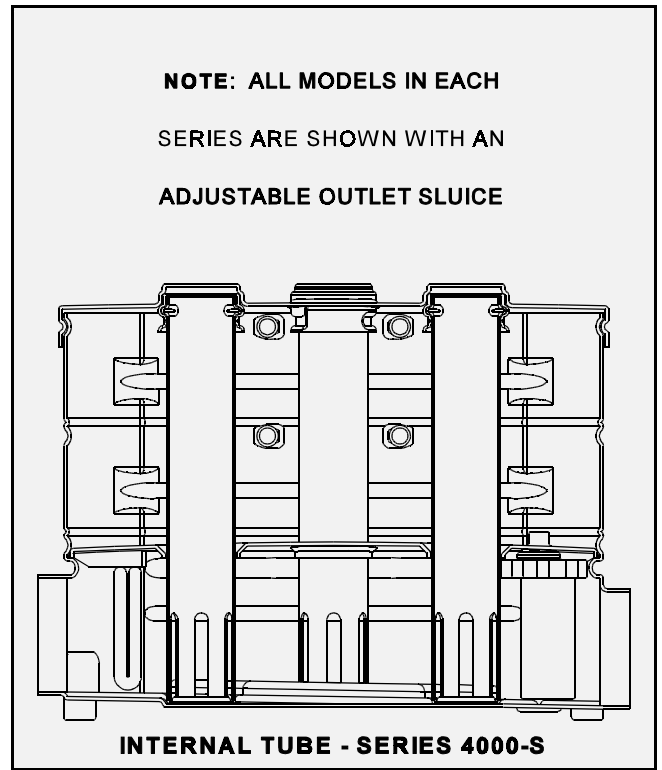 NOTE: ALL MODELS IN EACH
SERIES ARE SHOWN WITH AN
ADJUSTABLE OUTLET SLUICE
INTERNAL TUBE - SERIES 4000-S